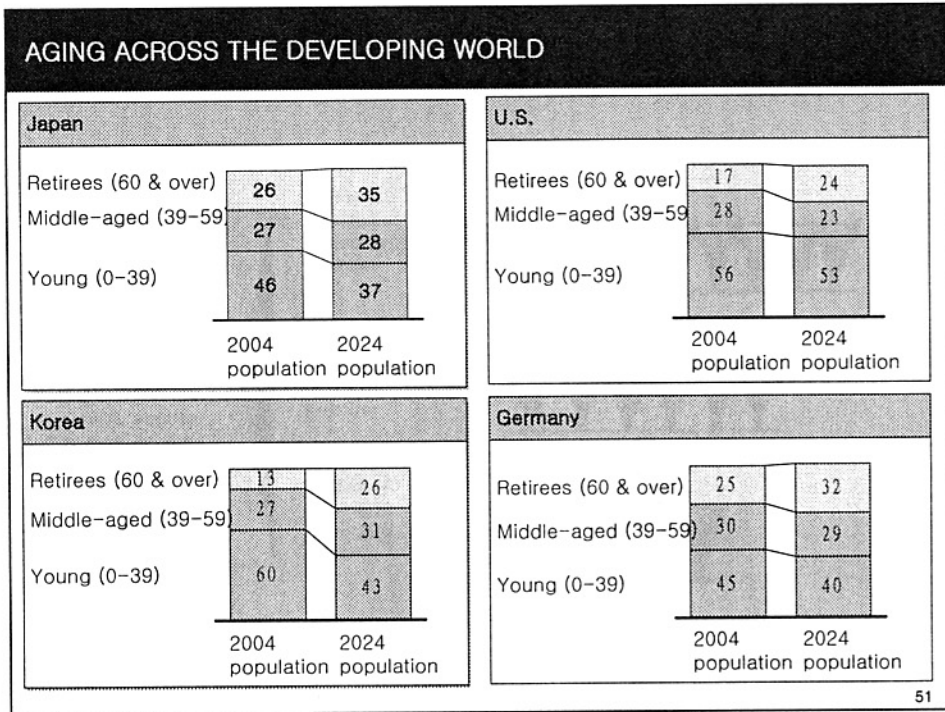 AGING ACROSS THE DEVELOPING WORLD
Japan
Retirees (60 & over)
Middle-aged (39-59)
Young (0-39)
26
27
46
35
28
37
2004 population
2024 population
U.S.
Retirees (60 & over)
Middle-aged (39-59
Young (0-39)
17
28
56
24
23
53
2004 population
2024 population
Korea
Retirees (60 & over)
Middle-aged (39-59)
Young (0-39)
13
27
60
26
31
43
2004 population
2024 population
Germany
Retirees (60 & over)
Middle-aged (39-59)
Young (0-39)
25
30
45
32
29
40
2004 population
2024 population
51